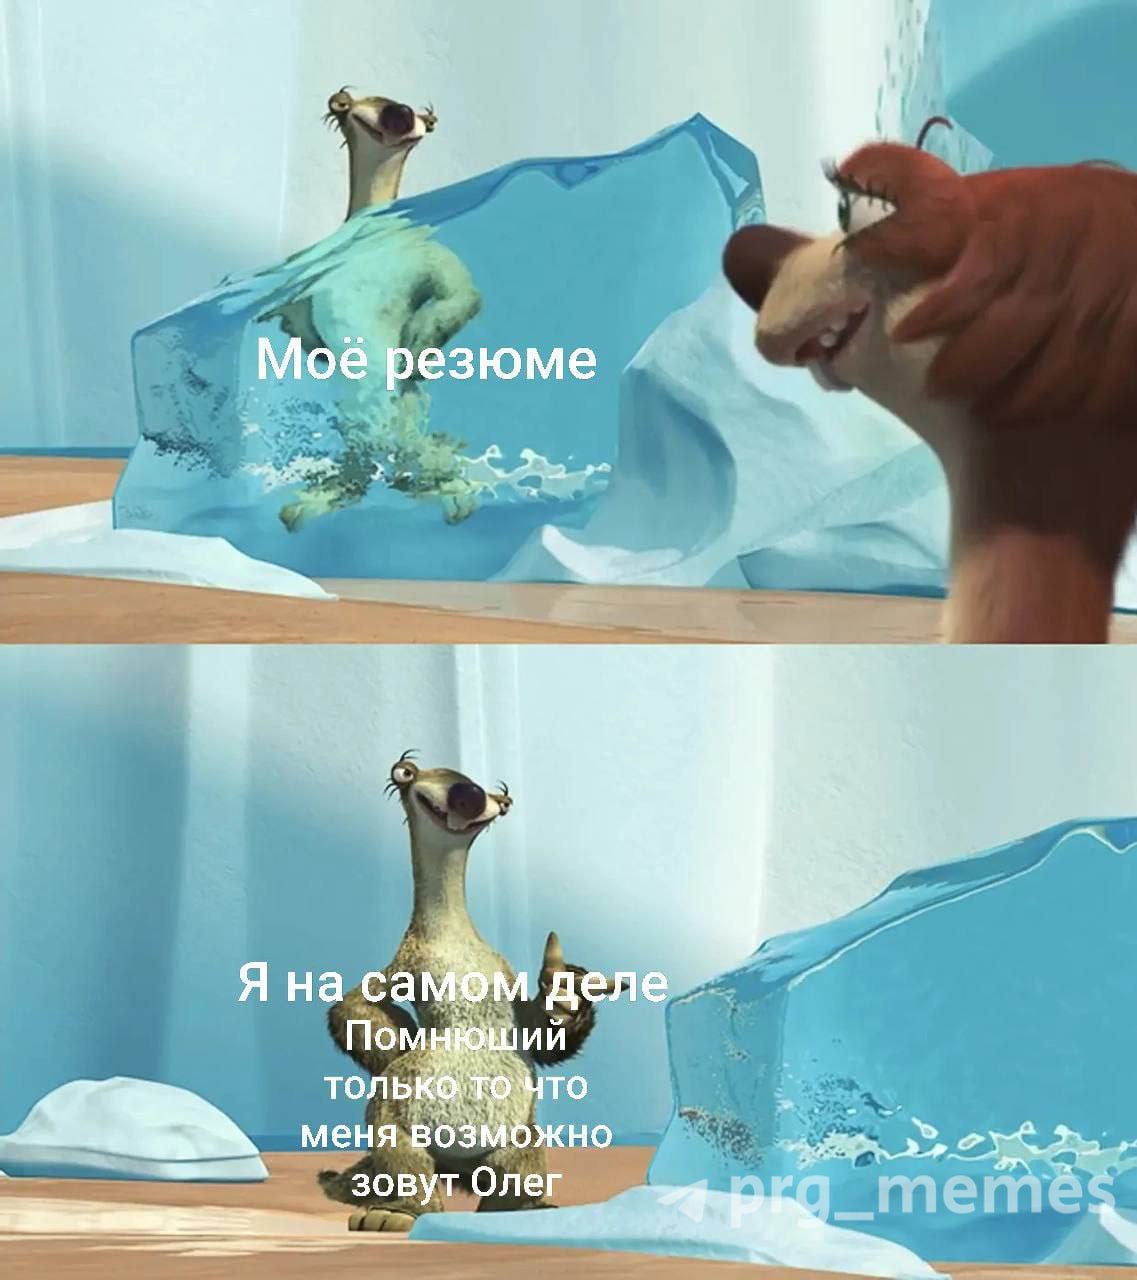 Моё резюме
Я на самом деле
Помнюший
только то что
меня возможно
зовут Олег
prg_memes